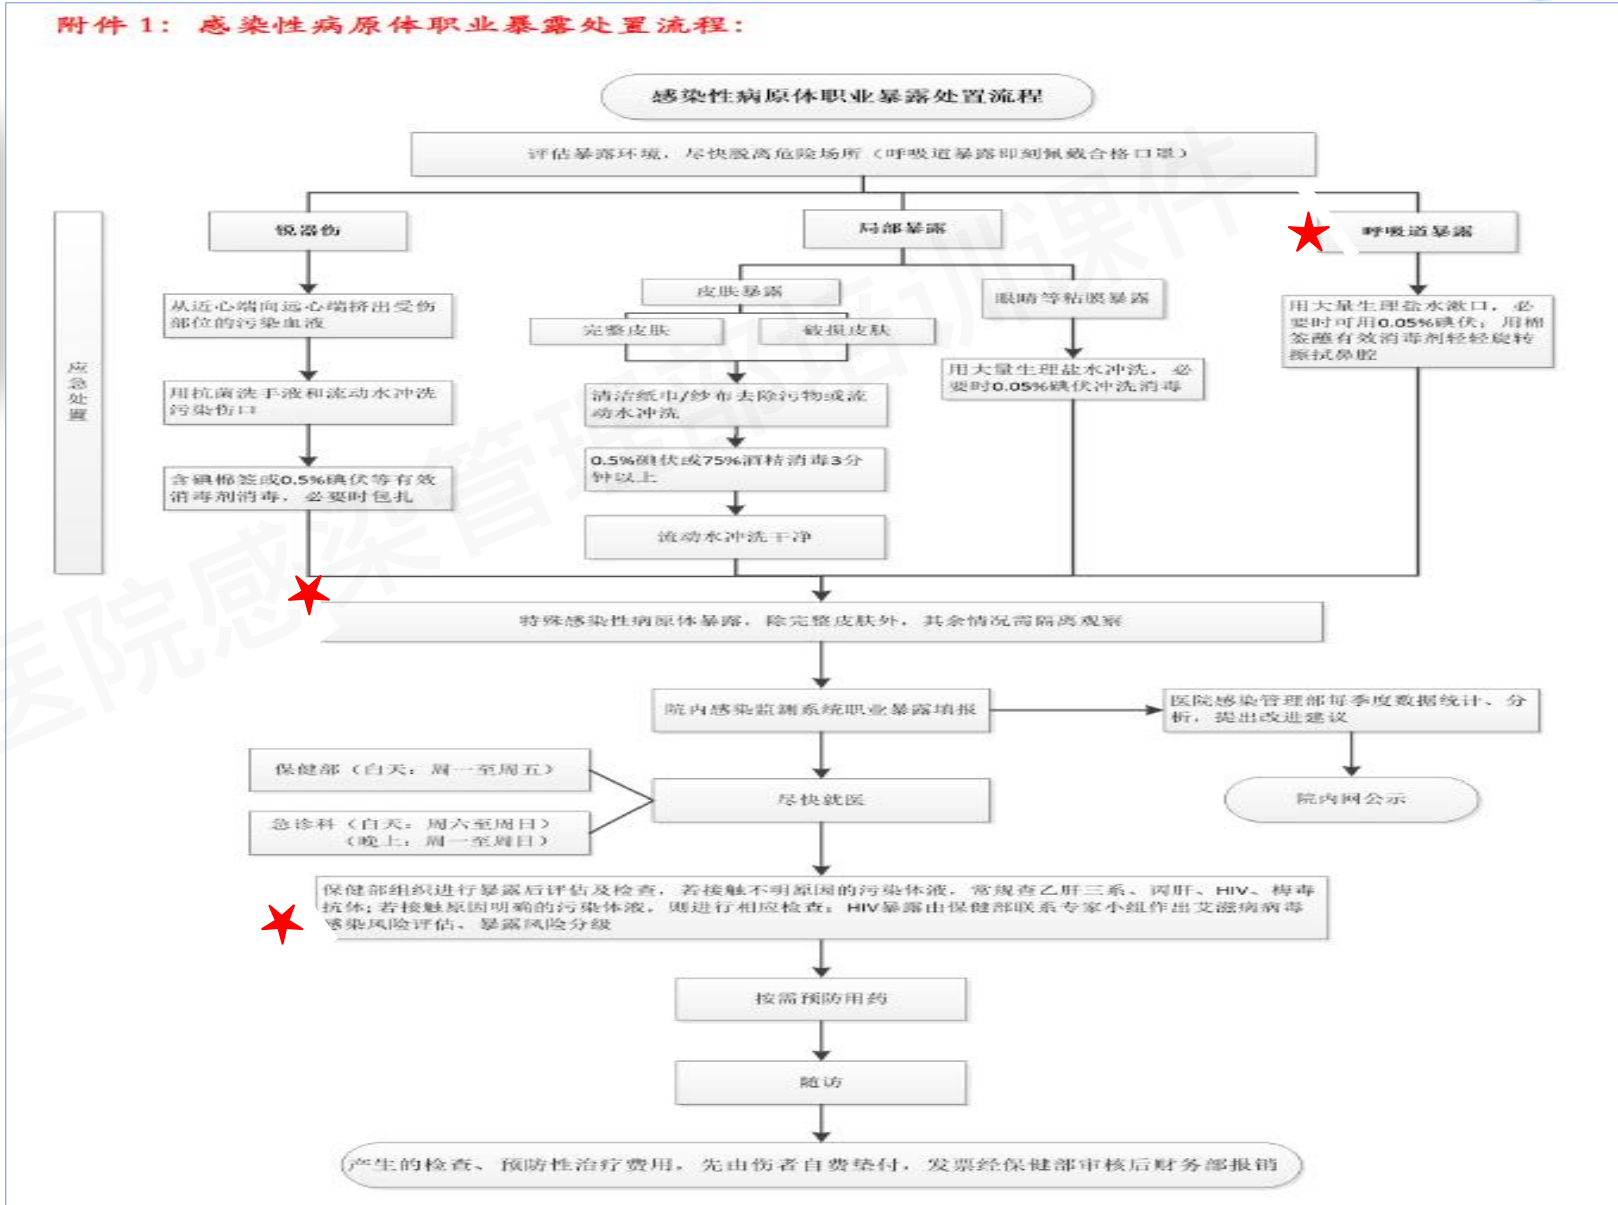 附件 1： 感染性病原体职业暴露处置流程：
感染性病原体职业暴露处置流程
评估暴露环境，尽快脱离危险场所（呼吸道暴露即刻佩戴合格口罩）
应急处置
锐器伤
局部暴露
呼吸道暴露
从近心端向远心端挤出受伤
部位的污染血液
用抗菌洗手液和流动水冲洗
污染伤口
含碘棉签或0.5%碘伏等有效
消毒剂消毒，必要时包扎
皮肤暴露
眼睛等粘膜暴露
完整皮肤
破损皮肤
清洁纸巾/纱布去除污物或流
动水冲洗
0.5%碘伏或75%酒精消毒3分
钟以上
流动水冲洗干净
用大量生理盐水冲洗，必
要时0.05%碘伏冲洗消毒
用大量生理盐水漱口，必
要时可用0.05%碘伏；用棉
签蘸有效消毒剂轻轻旋转
擦拭鼻腔
特殊感染性病原体暴露，除完整皮肤外，其余情况需隔离观察
院内感染监测系统职业暴露填报
医院感染管理部每季度数据统计、分
析，提出改进建议
院内网公示
保健部（白天：周一至周五）
急诊科（白天：周六至周日）
（晚上：周一至周日）
尽快就医
保健部组织进行暴露后评估及检查，若接触不明原因的污染体液，常规查乙肝三系、丙肝、HIV、梅毒
抗体；若接触原因明确的污染体液，则进行相应检查；HIV暴露由保健部联系专家小组作出艾滋病病毒
感染风险评估、暴露风险分级
按需预防用药
随访
产生的检查、预防性治疗费用，先由伤者自费垫付，发票经保健部审核后财务部报销
医院感染管理部培训课件